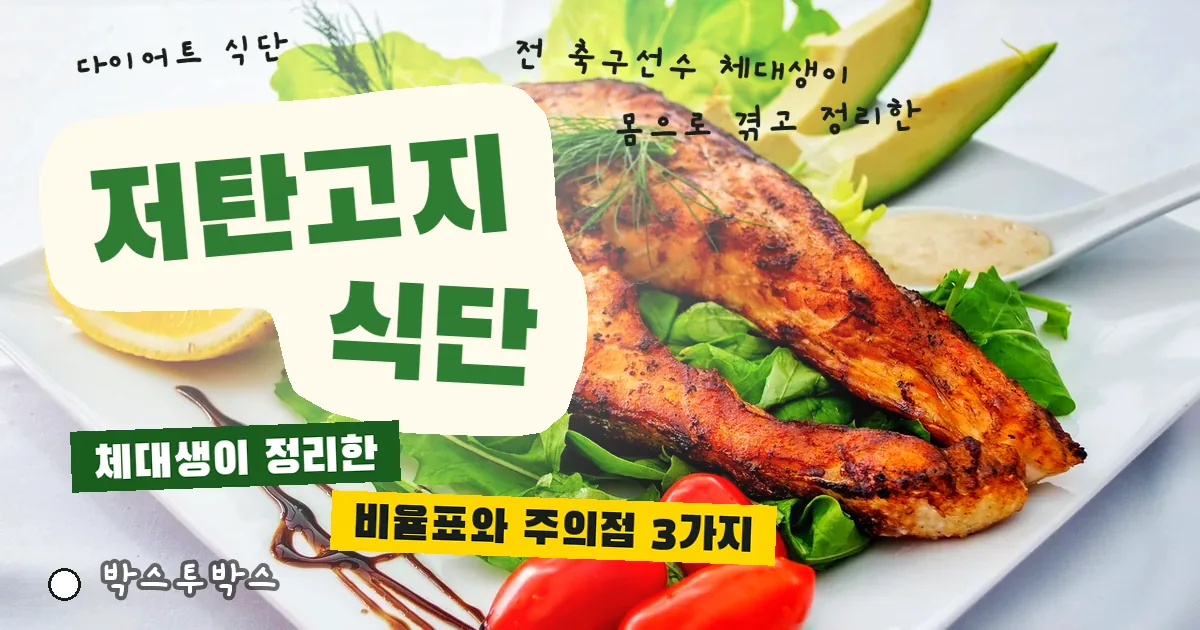 다이어트 식단
전 축구선수 체대생이
몸으로 겪고 정리한
저탄고지
식단
체대생이 정리한
비율표와 주의점 3가지
박스투박스